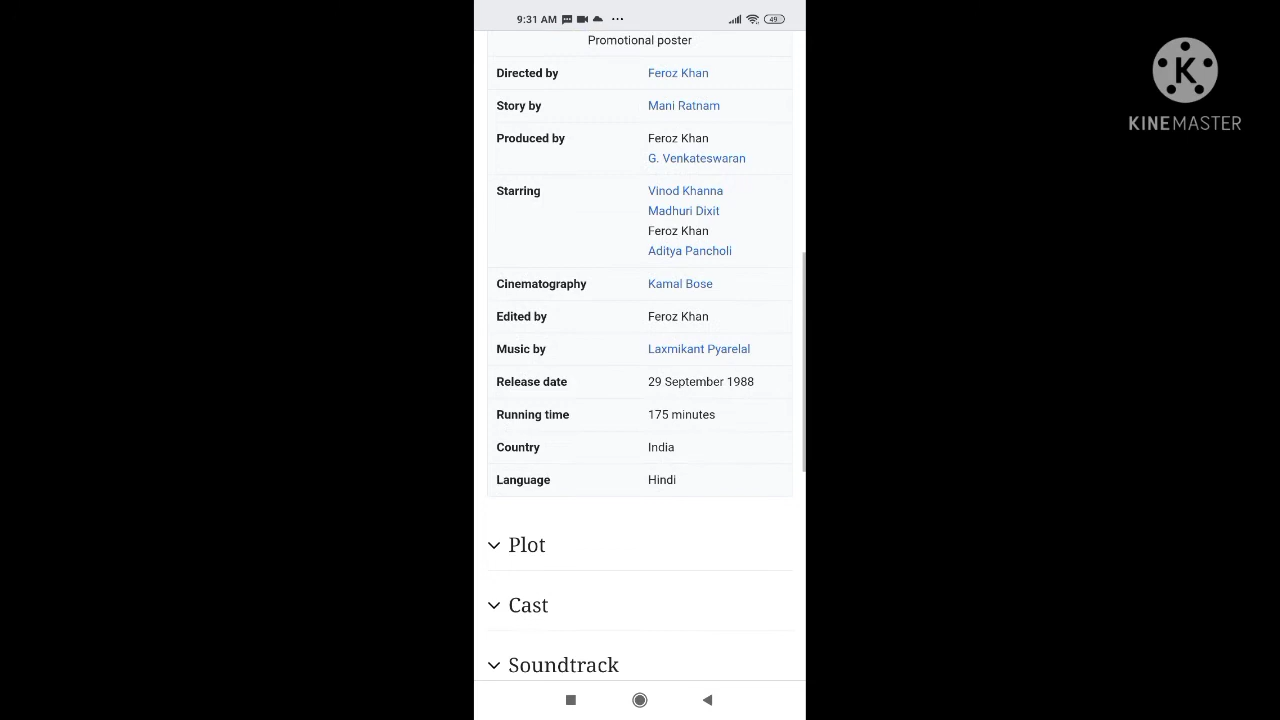 9:31 AM
49
Promotional poster
Directed by Feroz Khan
Story by Mani Ratnam
Produced by Feroz Khan
G. Venkateswaran
Starring Vinod Khanna
Madhuri Dixit
Feroz Khan
Aditya Pancholi
Cinematography Kamal Bose
Edited by Feroz Khan
Music by Laxmikant Pyarelal
Release date 29 September 1988
Running time 175 minutes
Country India
Language Hindi
Plot
Cast
Soundtrack
K
KINEMASTER